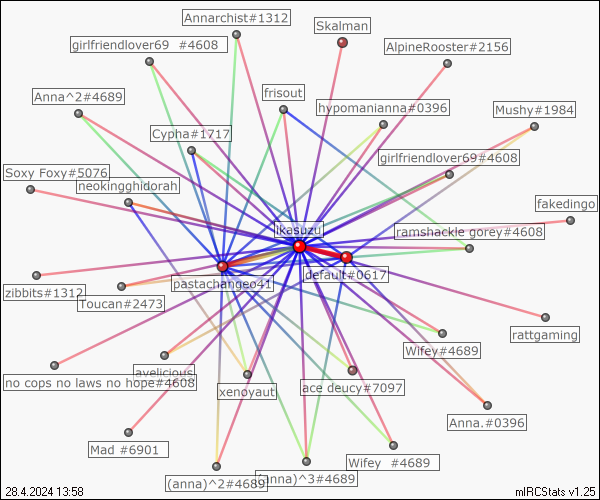 Annarchist#1312
Skalman
girlfriendlover69 #4608
AlpineRooster#2156
Anna^2#4689
frisout
hypomanianna#0396
Mushy#1984
Cypha#1717
girlfriendlover69#4608
Soxy Foxy#5076
neokingghidorah
fakedingo
ikasuzu
ramshackle gorey#4608
default#0617
pastachangeo41
zibbits#1312
Toucan#2473
rattgaming
Wifey#4689
avelicious
no cops no laws no hope#4608
xenoyaut
ace deucy#7097
Anna.#0396
Mad #6901
Wifey #4689
(anna)^2#4689
(anna)^3#4689
28.4.2024 13:58
mIRCStats v1.25